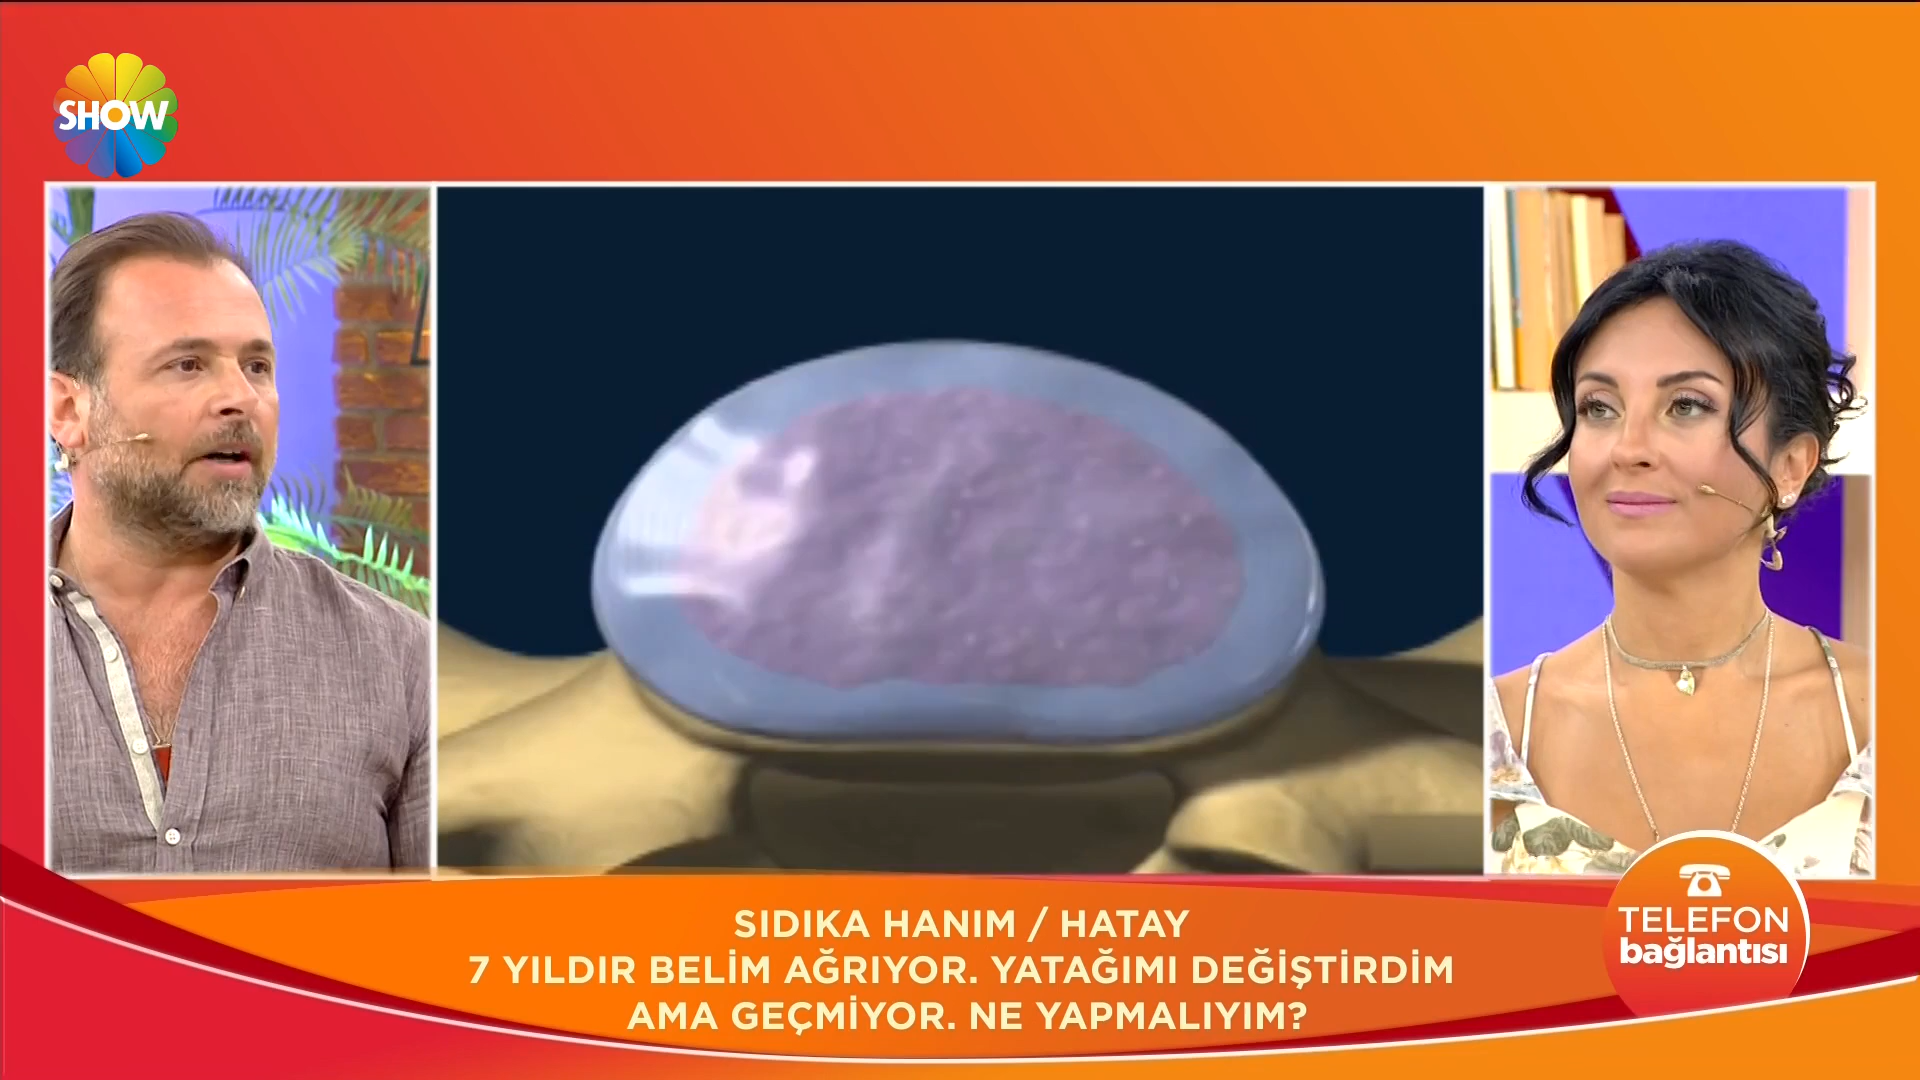 SHOW
SIDIKA HANIM / HATAY
7 YILDIR BELİM AĞRIYOR. YATAĞIMI DEĞİŞTİRDİM
AMA GEÇMİYOR. NE YAPMALIYIM?
TELEFON
bağlantısı